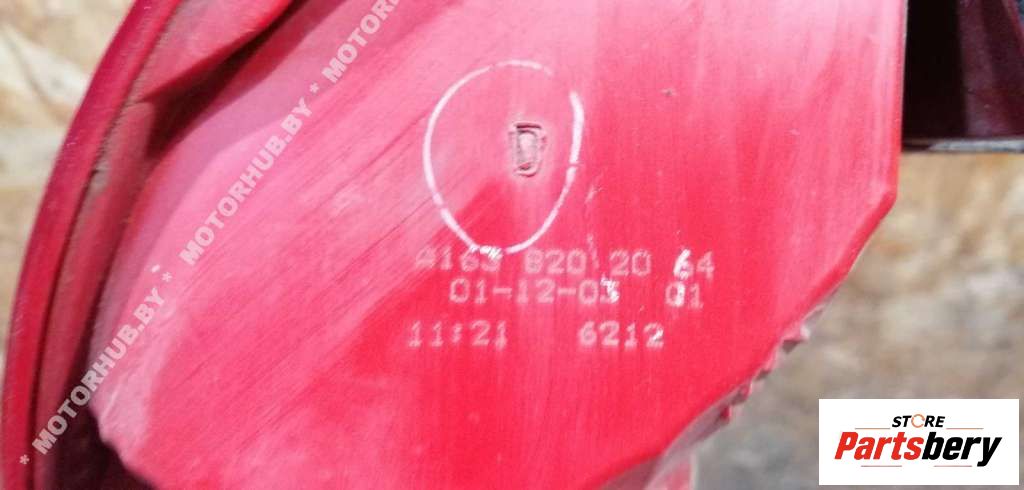 D
A163 820 20 64
01-12-03 01
11:21 6212
* MOTORHUB.BY * MOTORHUB.BY * MOTORHUB.BY * MOTOR
STORE
Partsbery